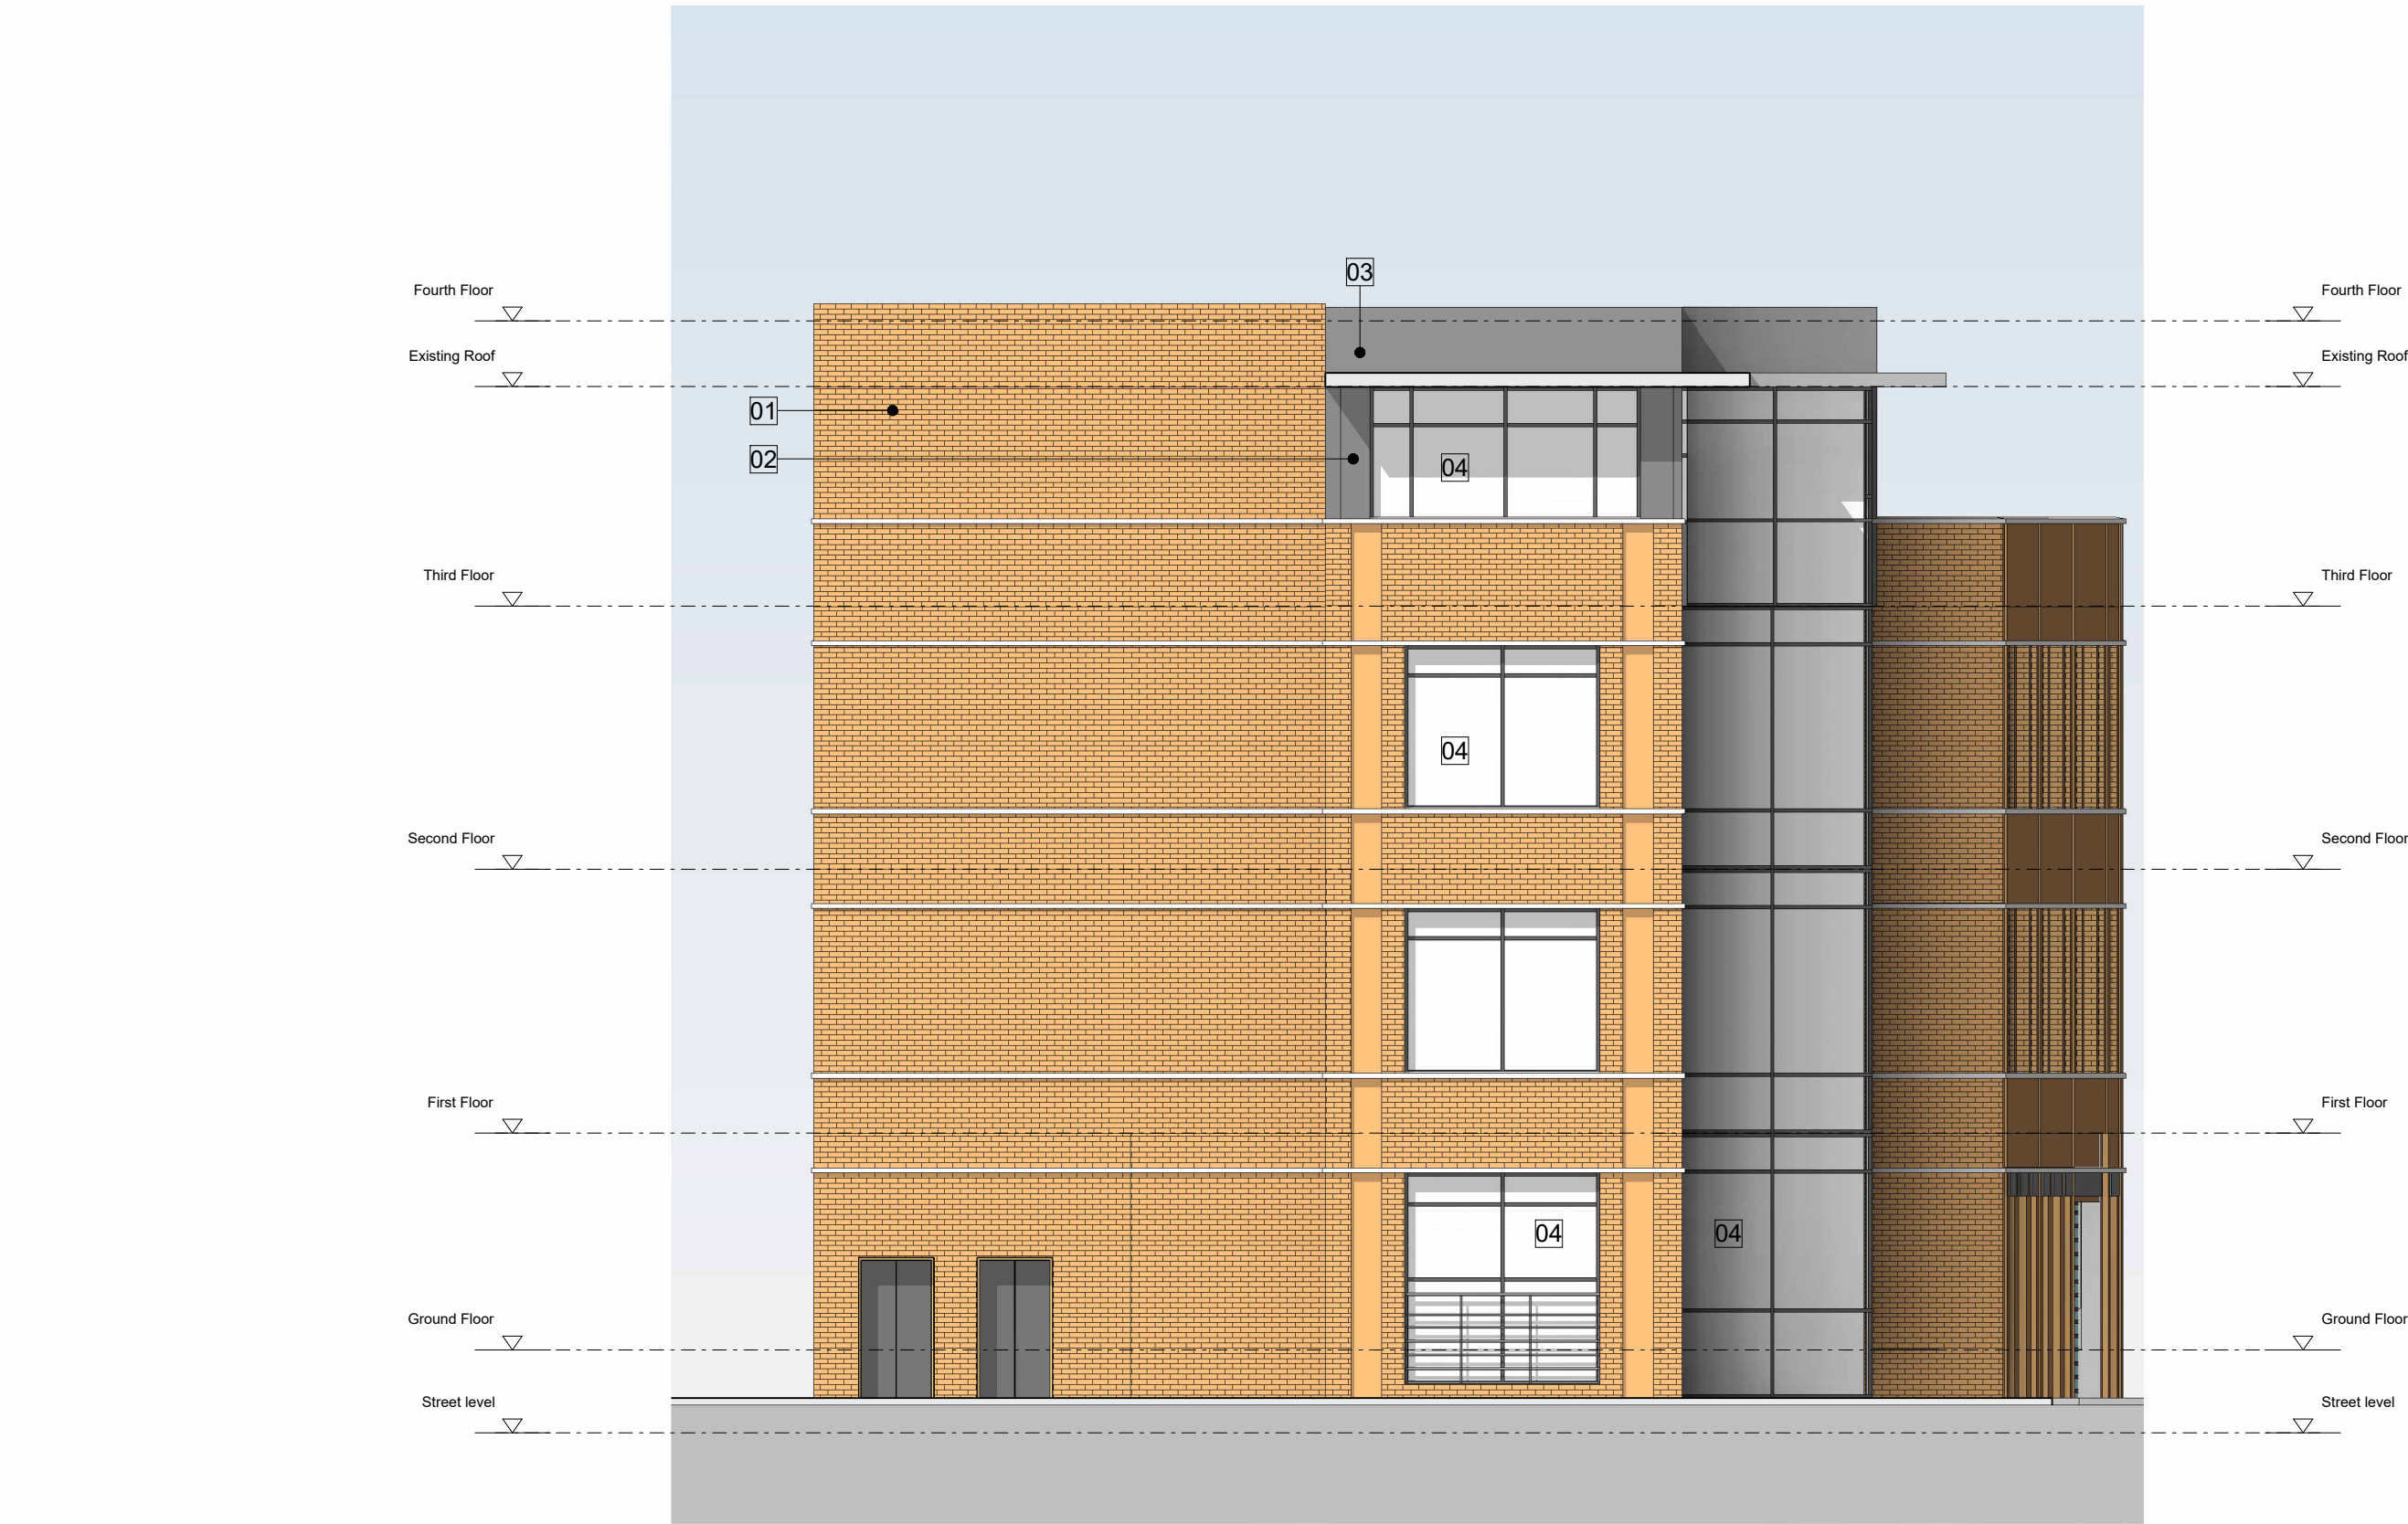 03
Fourth Floor
Fourth Floor
Existing Roof
Existing Roof
01
02
04
Third Floor
Third Floor
04
Second Floor
Second Floor
First Floor
First Floor
04
04
Ground Floor
Ground Floor
Street level
Street level